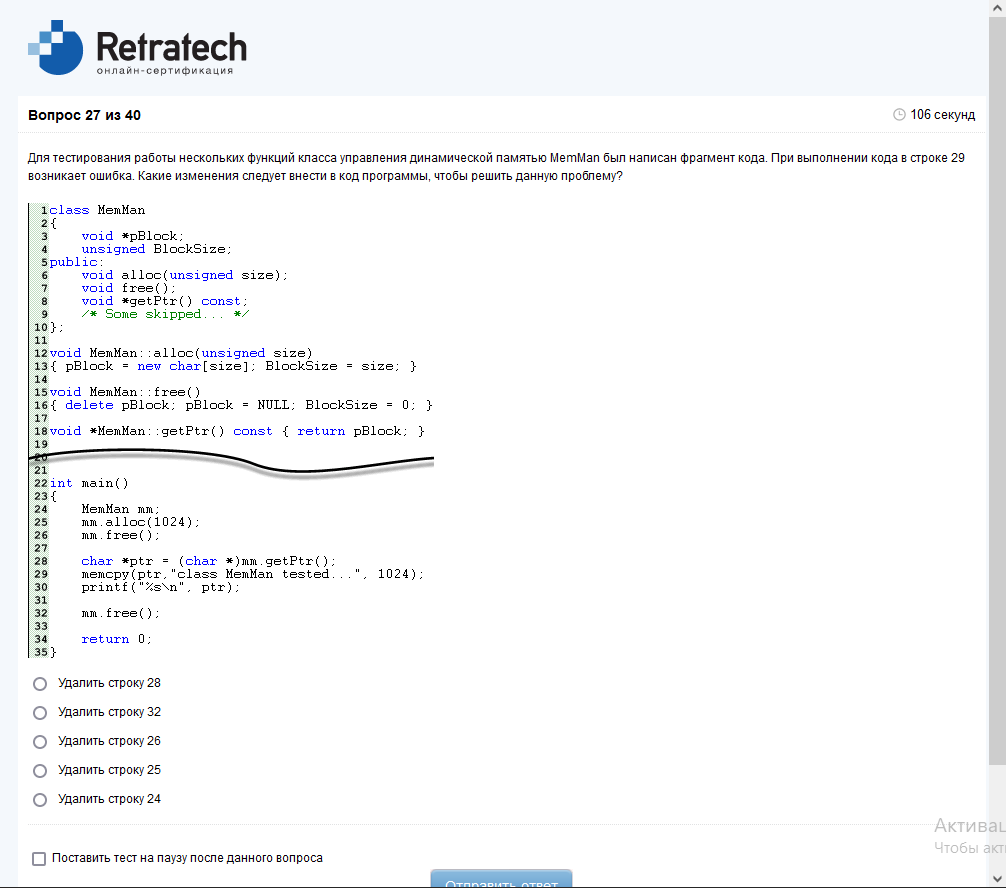 Retratech
онлайн-сертификация
Вопрос 27 из 40
106 секунд
Для тестирования работы нескольких функций класса управления динамической памятью MemMan был написан фрагмент кода. При выполнении кода в строке 29
возникает ошибка. Какие изменения следует внести в код программы, чтобы решить данную проблему?
1 class MemMan
2 {
3     void *pBlock;
4     unsigned BlockSize;
5 public:
6     void alloc(unsigned size);
7     void free();
8     void *getPtr() const;
9     /* Some skipped... */
10 };
11
12 void MemMan::alloc(unsigned size)
13 { pBlock = new char[size]; BlockSize = size; }
14
15 void MemMan::free()
16 { delete pBlock; pBlock = NULL; BlockSize = 0; }
17
18 void *MemMan::getPtr() const { return pBlock; }
19
20
21
22 int main()
23 {
24     MemMan mm;
25     mm.alloc(1024);
26     mm.free();
27
28     char *ptr = (char *)mm.getPtr();
29     memcpy(ptr,"class MemMan tested...", 1024);
30     printf("%s\n", ptr);
31
32     mm.free();
33
34     return 0;
35 }
Удалить строку 28
Удалить строку 32
Удалить строку 26
Удалить строку 25
Удалить строку 24
Активац
Чтобы акти
Поставить тест на паузу после данного вопроса
Отправить ответ